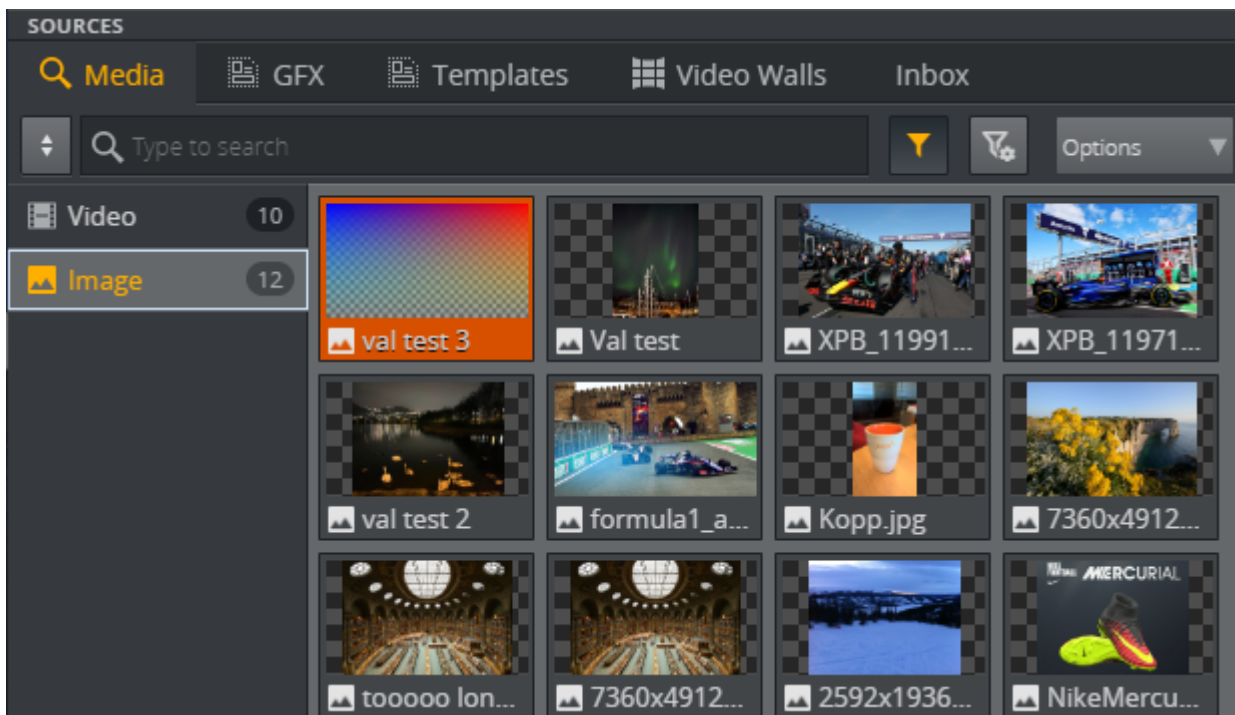 SOURCES
Media GFX Templates Video Walls Inbox
Type to search Options
Video 10
Image 12
val test 3 Val test XPB_11991... XPB_11971...
val test 2 formula1_a... Kopp.jpg 7360x4912...
MERCURIAL
tooooo lon... 7360x4912... 2592x1936... NikeMercu...